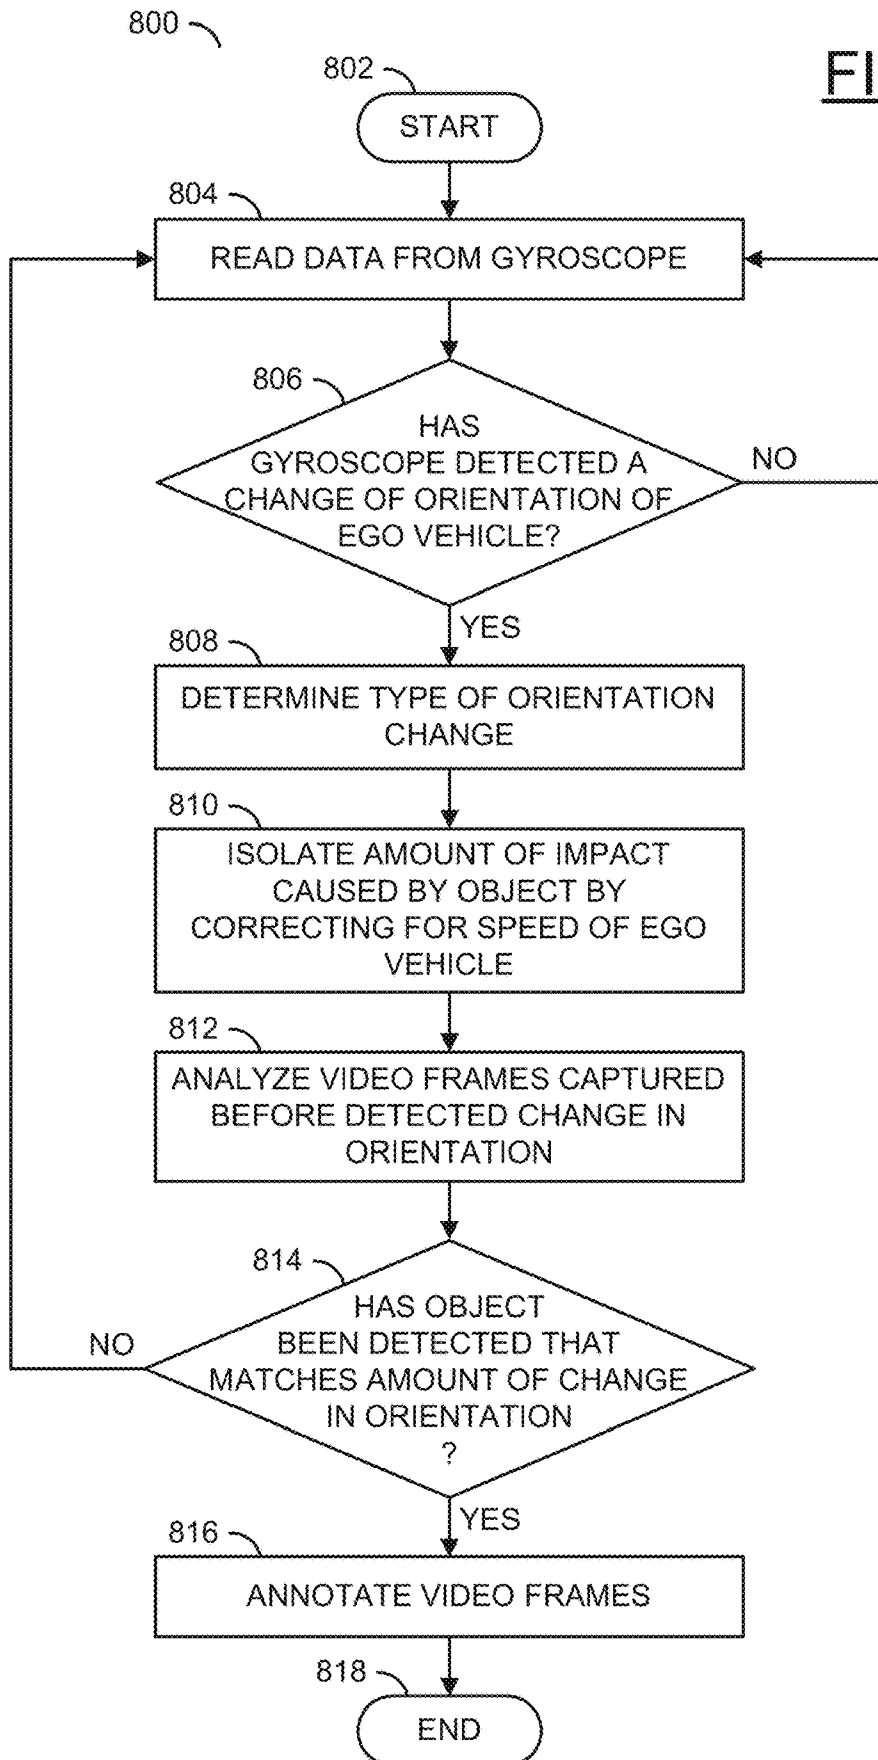 800
FI
802
START
804
READ DATA FROM GYROSCOPE
806
HAS
GYROSCOPE DETECTED A
CHANGE OF ORIENTATION OF
EGO VEHICLE?
NO
YES
808
DETERMINE TYPE OF ORIENTATION
CHANGE
810
ISOLATE AMOUNT OF IMPACT
CAUSED BY OBJECT BY
CORRECTING FOR SPEED OF EGO
VEHICLE
812
ANALYZE VIDEO FRAMES CAPTURED
BEFORE DETECTED CHANGE IN
ORIENTATION
814
HAS OBJECT
BEEN DETECTED THAT
MATCHES AMOUNT OF CHANGE
IN ORIENTATION
?
NO
YES
816
ANNOTATE VIDEO FRAMES
818
END